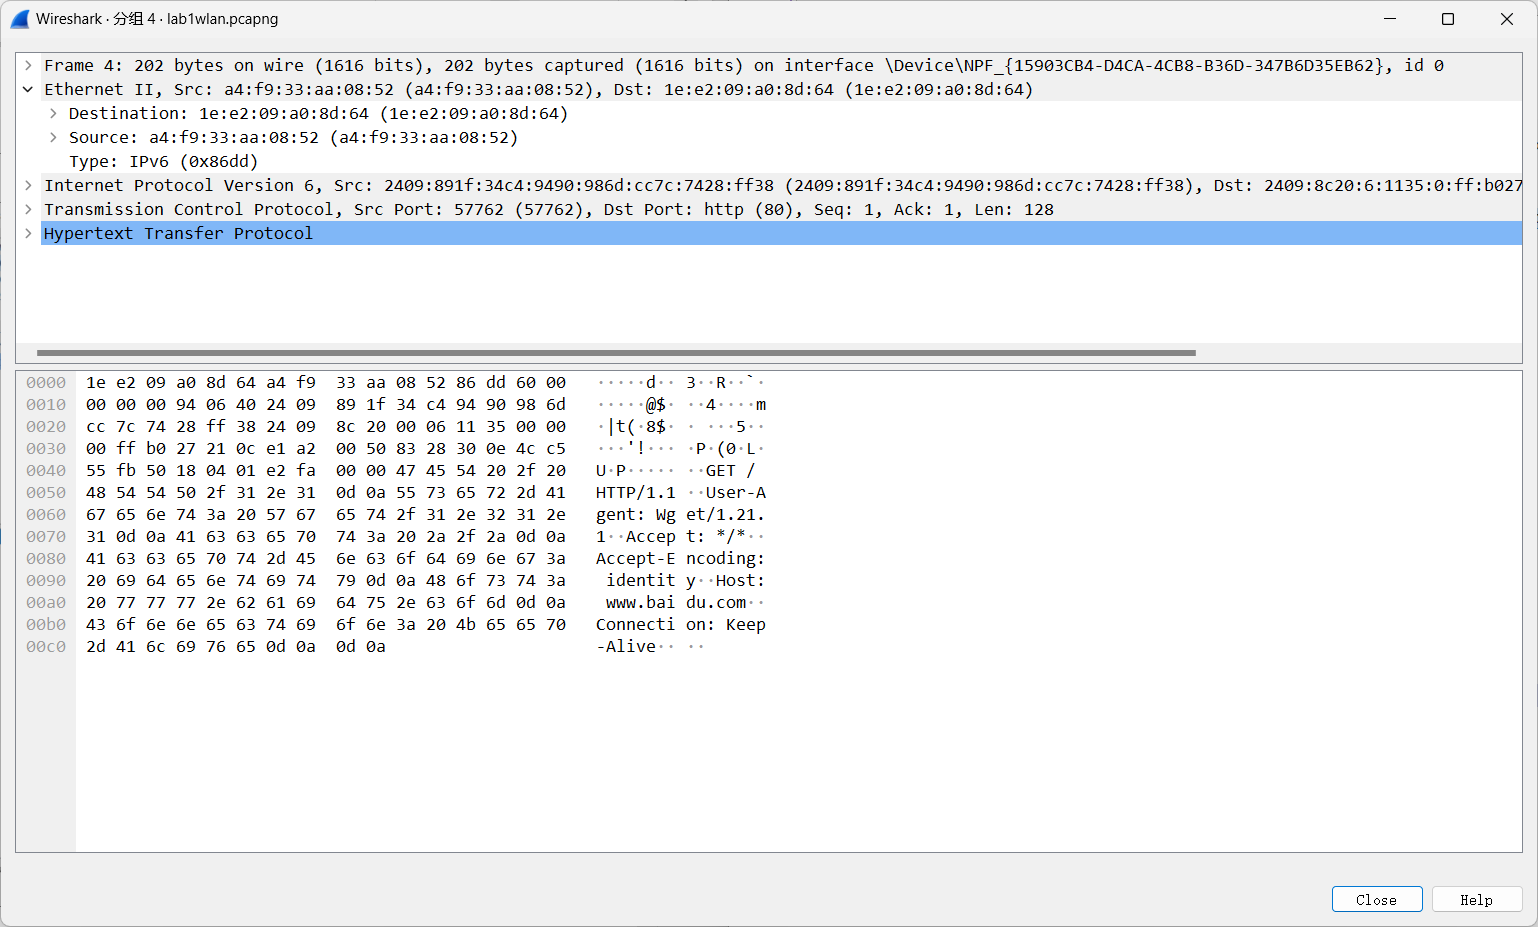 Wireshark · 分组 4 · lab1wlan.pcapng
Frame 4: 202 bytes on wire (1616 bits), 202 bytes captured (1616 bits) on interface \Device\NPF_{15903CB4-D4CA-4CB8-B36D-347B6D35EB62}, id 0
Ethernet II, Src: a4:f9:33:aa:08:52 (a4:f9:33:aa:08:52), Dst: 1e:e2:09:a0:8d:64 (1e:e2:09:a0:8d:64)
Destination: 1e:e2:09:a0:8d:64 (1e:e2:09:a0:8d:64)
Source: a4:f9:33:aa:08:52 (a4:f9:33:aa:08:52)
Type: IPv6 (0x86dd)
Internet Protocol Version 6, Src: 2409:891f:34c4:9490:986d:cc7c:7428:ff38 (2409:891f:34c4:9490:986d:cc7c:7428:ff38), Dst: 2409:8c20:6:1135:0:ff:b027
Transmission Control Protocol, Src Port: 57762 (57762), Dst Port: http (80), Seq: 1, Ack: 1, Len: 128
Hypertext Transfer Protocol
0000 1e e2 09 a0 8d 64 a4 f9 33 aa 08 52 86 dd 60 00 ·····d·· 3··R··`·
0010 00 00 00 94 06 40 24 09 89 1f 34 c4 94 90 98 6d ·····@$· ··4····m
0020 cc 7c 74 28 ff 38 24 09 8c 20 00 06 11 35 00 00 ·|t(·8$· · ···5··
0030 00 ff b0 27 21 0c e1 a2 00 50 83 28 30 0e 4c c5 ···'!··· ·P·(0·L·
0040 55 fb 50 18 04 01 e2 fa 00 00 47 45 54 20 2f 20 U·P····· ··GET /
0050 48 54 54 50 2f 31 2e 31 0d 0a 55 73 65 72 2d 41 HTTP/1.1 ··User-A
0060 67 65 6e 74 3a 20 57 67 65 74 2f 31 2e 32 31 2e gent: Wg et/1.21.
0070 31 0d 0a 41 63 63 65 70 74 3a 20 2a 2f 2a 0d 0a 1··Accep t: */*··
0080 41 63 63 65 70 74 2d 45 6e 63 6f 64 69 6e 67 3a Accept-E ncoding:
0090 20 69 64 65 6e 74 69 74 79 0d 0a 48 6f 73 74 3a identit y··Host:
00a0 20 77 77 77 2e 62 61 69 64 75 2e 63 6f 6d 0d 0a www.bai du.com··
00b0 43 6f 6e 6e 65 63 74 69 6f 6e 3a 20 4b 65 65 70 Connecti on: Keep
00c0 2d 41 6c 69 76 65 0d 0a 0d 0a -Alive·· ··
Close Help